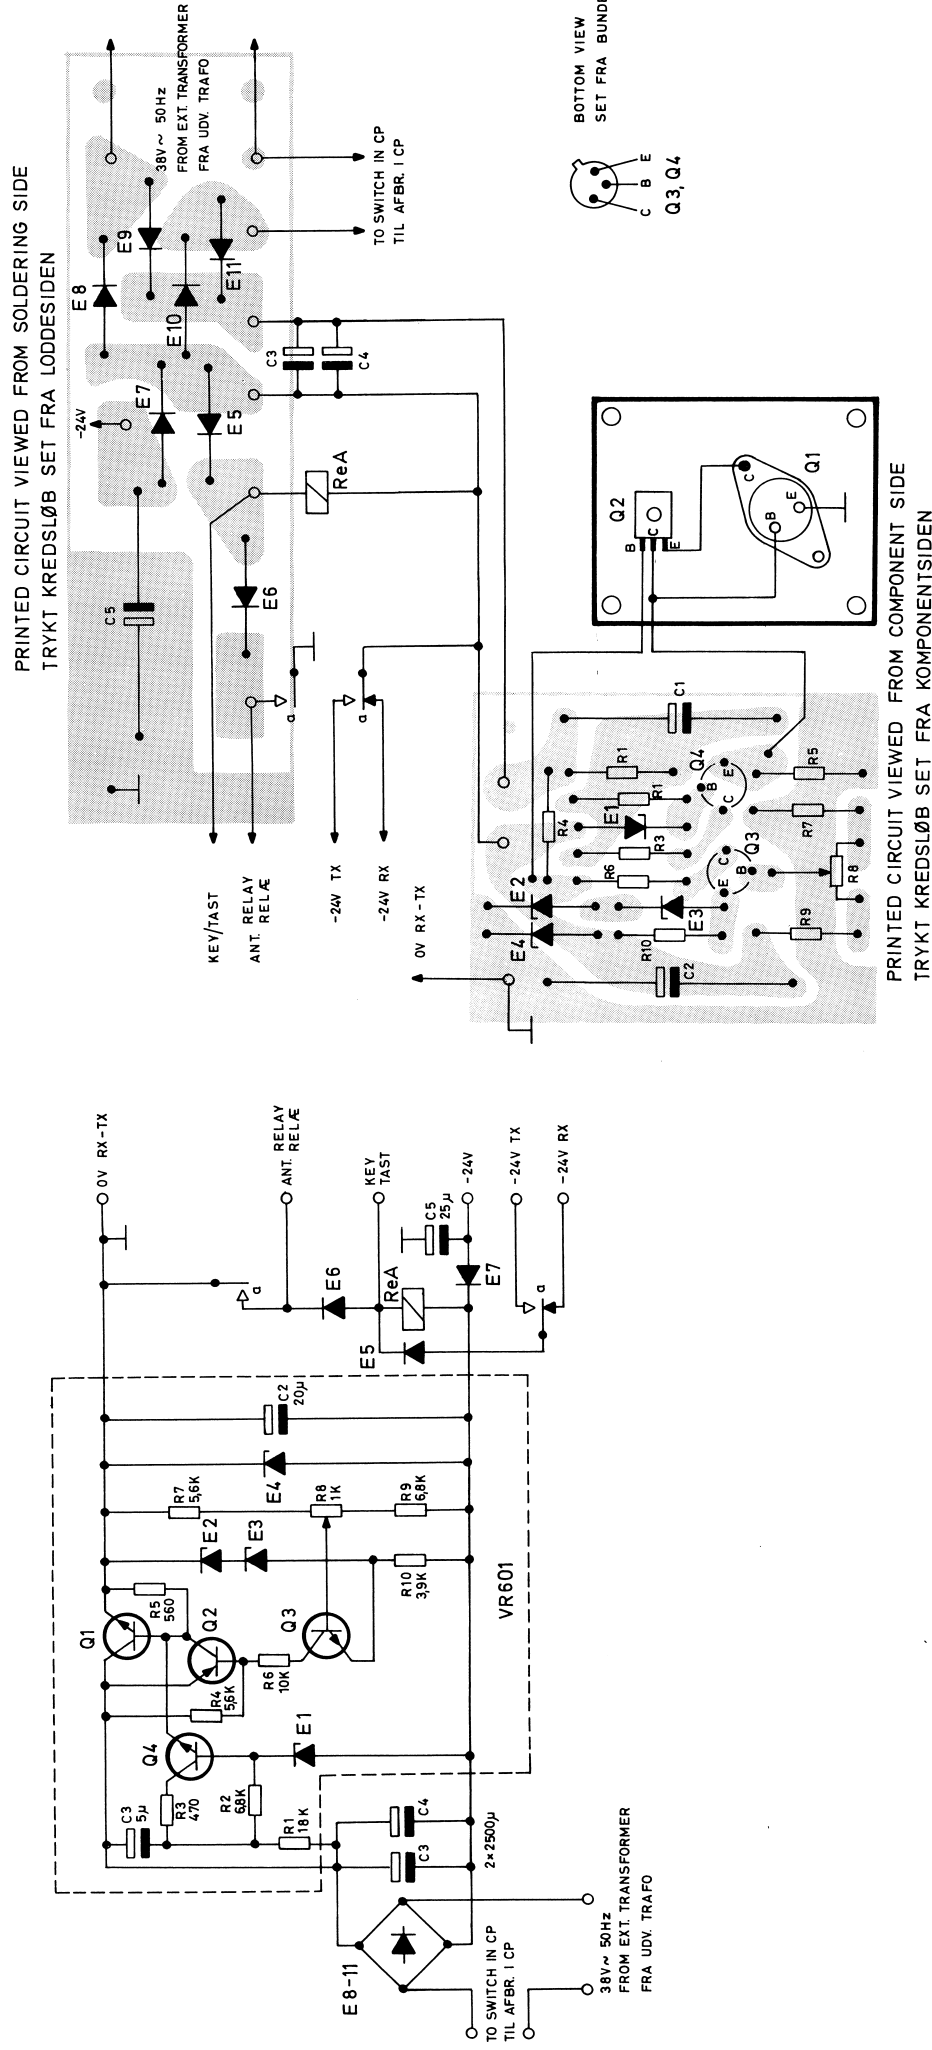 PRINTED CIRCUIT VIEWED FROM SOLDERING SIDE
TRYKT KREDSLØB SET FRA LODDESIDEN
38V~ 50Hz
FROM EXT. TRANSFORMER
FRA UDV. TRAFO
E8
E9
E10
E11
-24V
E7
E5
C5
E6
C3
C4
ReA
a
a
TO SWITCH IN CP
TIL AFBR. I CP
KEY/TAST
ANT. RELAY
RELÆ
-24V TX
-24V RX
0V RX-TX
BOTTOM VIEW
SET FRA BUND
C
B
E
Q3, Q4
Q2
B
C
E
Q1
C
B
E
PRINTED CIRCUIT VIEWED FROM COMPONENT SIDE
TRYKT KREDSLØB SET FRA KOMPONENTSIDEN
C1
R1
R1
E1
R4
R3
R6
E2
E4
E3
R10
C2
Q4
E
B
C
Q3
C
B
E
R5
R7
R8
R9
0V RX-TX
ANT. RELAY
RELÆ
KEY
TAST
-24V
-24V TX
-24V RX
C5
25µ
E7
E6
ReA
E5
a
a
C2
20µ
E4
R7
5,6K
R8
1K
R9
6,8K
E2
E3
R10
3,9K
VR601
Q1
R5
560
Q2
Q3
R6
10K
R4
5,6K
Q4
E1
C3
5µ
R3
470
R2
68K
R1
18K
C4
C3
2×2500µ
E8-11
TO SWITCH IN CP
TIL AFBR. I CP
38V~ 50Hz
FROM EXT. TRANSFORMER
FRA UDV. TRAFO